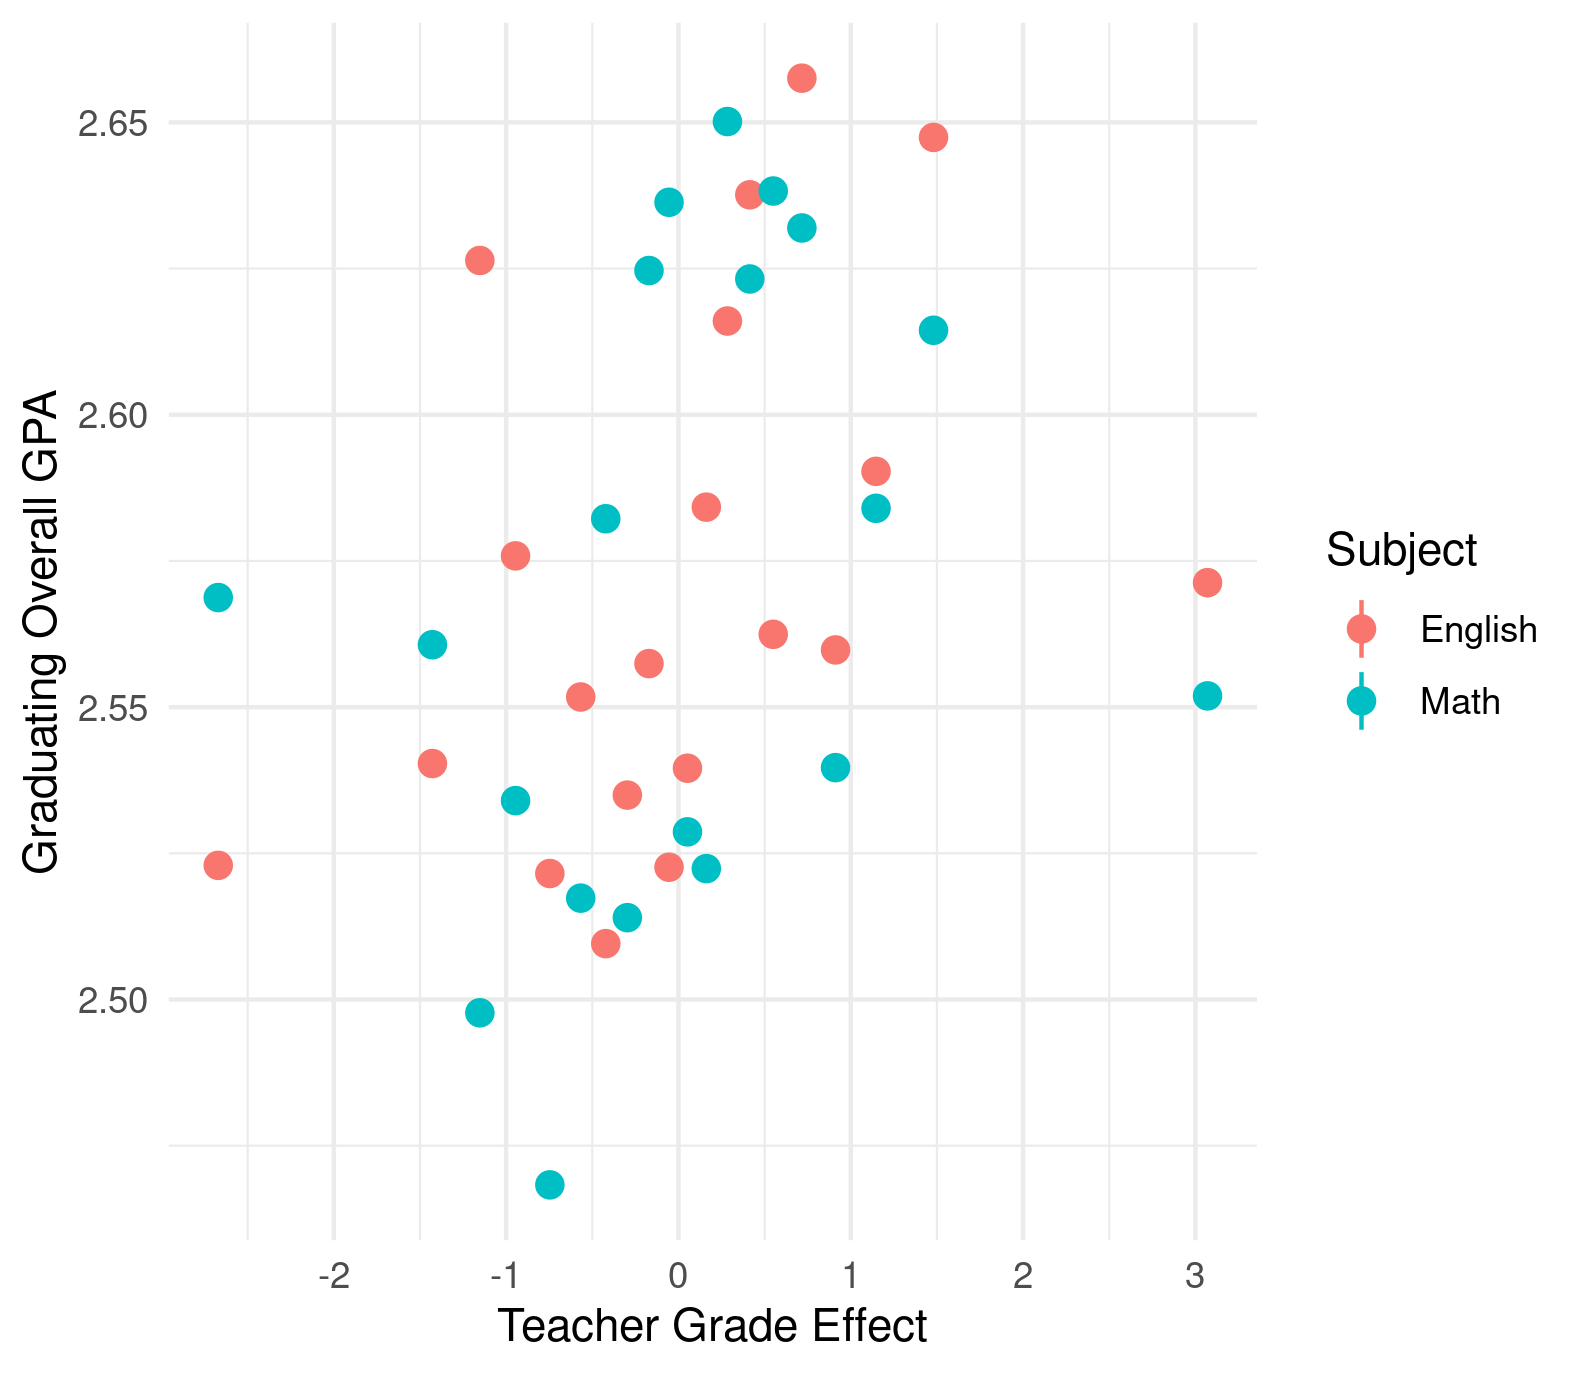 Graduating Overall GPA
2.65
2.60
2.55
2.50
-2 -1 0 1 2 3
Teacher Grade Effect
Subject
English
Math